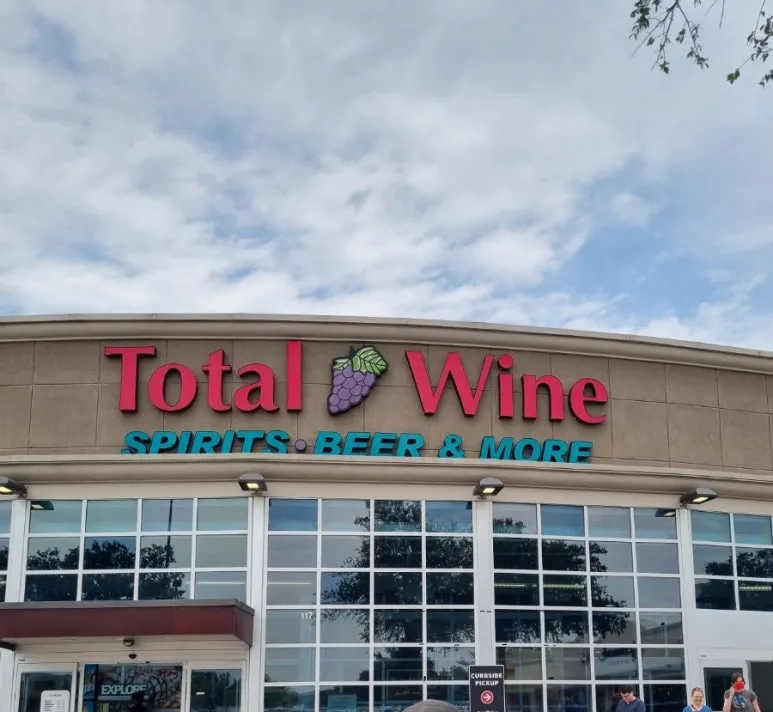 Total Wine
SPIRITS • BEER & MORE
117
EXPLORE
CURBSIDE
PICKUP